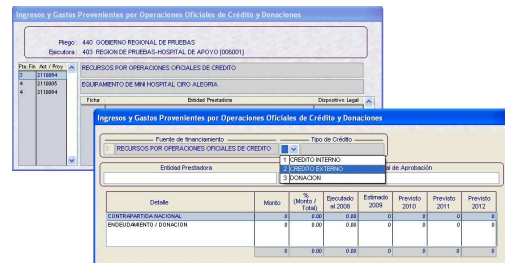 Ingresos y Gastos Provenientes por Operaciones Oficiales de Crédito y Donaciones
Pliego : 440 GOBIERNO REGIONAL DE PRUEBAS
Ejecutora : 403 REGION DE PRUEBAS-HOSPITAL DE APOYO [006001]
Fte.Fin Act / Proy
RECURSOS POR OPERACIONES OFICIALES DE CREDITO
3 2110894
4 2110805
4 2110894
EQUIPAMIENTO DE MINI HOSPITAL CIRO ALEGRIA
Ficha Entidad Prestadora Dispositivo Legal
Ingresos y Gastos Provenientes por Operaciones Oficiales de Crédito y Donaciones
Fuente de financiamiento Tipo de Crédito
3 RECURSOS POR OPERACIONES OFICIALES DE CREDITO
1 CREDITO INTERNO
2 CREDITO EXTERNO
3 DONACION
Entidad Prestadora al de Aprobación
Detalle Monto % (Monto / Total) Ejecutado al 2008 Estimado 2009 Previsto 2010 Previsto 2011 Previsto 2012
CONTRAPARTIDA NACIONAL 0 0.00 0.00 0 0 0 0
ENDEUDAMIENTO / DONACION 0 0.00 0.00 0 0 0 0
0 0.00 0.00 0 0 0 0